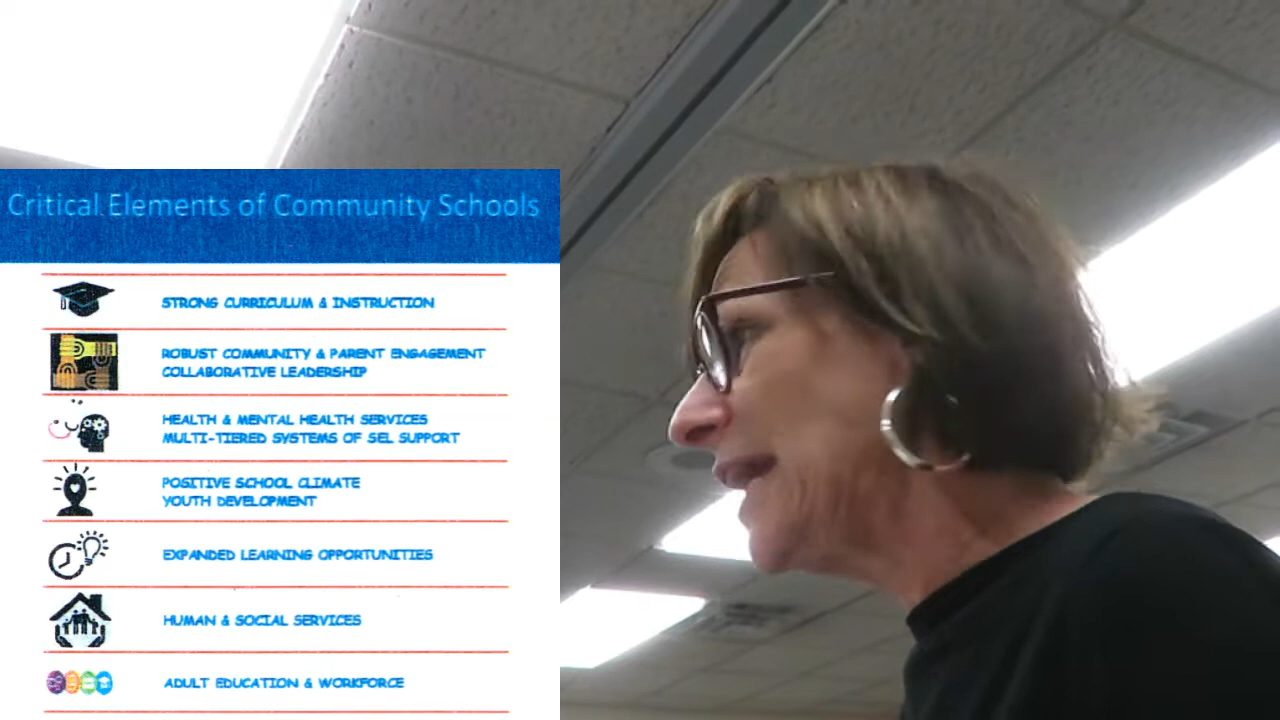 Critical Elements of Community Schools
STRONG CURRICULUM & INSTRUCTION
ROBUST COMMUNITY & PARENT ENGAGEMENT
COLLABORATIVE LEADERSHIP
HEALTH & MENTAL HEALTH SERVICES
MULTI-TIERED SYSTEMS OF SEL SUPPORT
POSITIVE SCHOOL CLIMATE
YOUTH DEVELOPMENT
EXPANDED LEARNING OPPORTUNITIES
HUMAN & SOCIAL SERVICES
ADULT EDUCATION & WORKFORCE